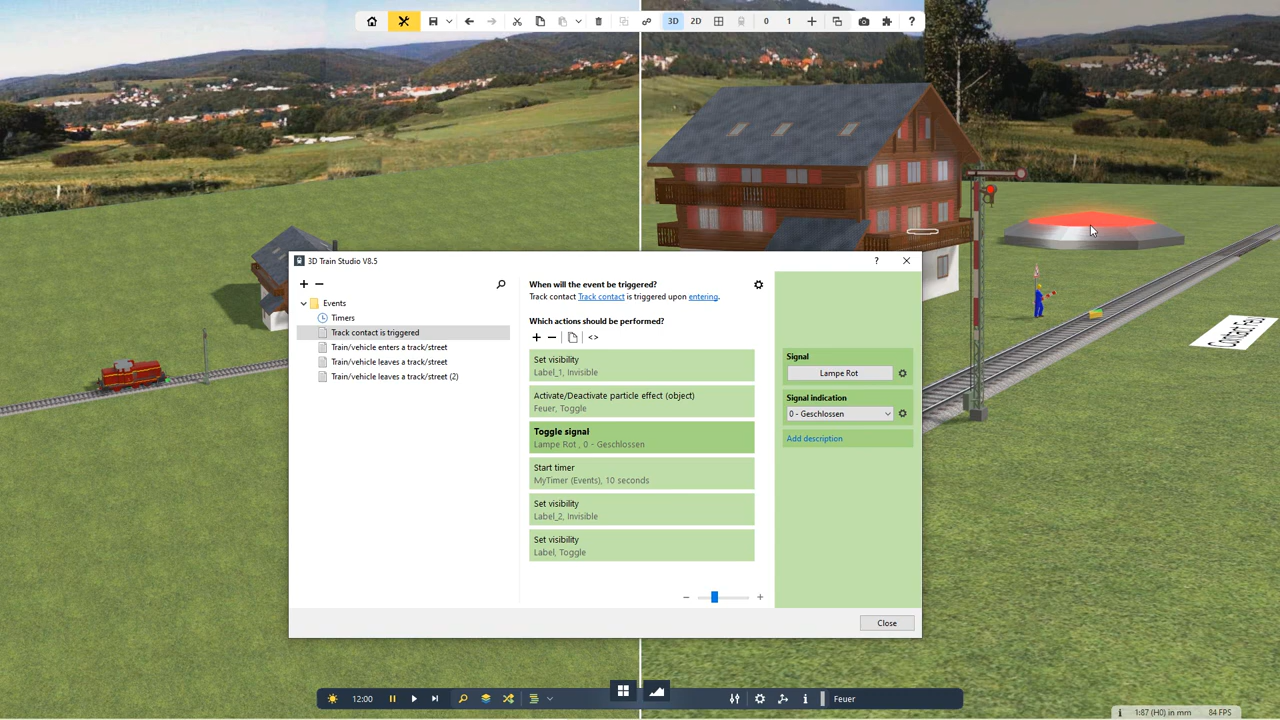 3D 2D 0 1 ?
3D Train Studio V8.5 ?
Events
Timers
Track contact is triggered
Train/vehicle enters a track/street
Train/vehicle leaves a track/street
Train/vehicle leaves a track/street (2)
When will the event be triggered?
Track contact Track contact is triggered upon entering.
Which actions should be performed?
Set visibility
Label_1, Invisible
Activate/Deactivate particle effect (object)
Feuer, Toggle
Toggle signal
Lampe Rot , 0 - Geschlossen
Start timer
MyTimer (Events), 10 seconds
Set visibility
Label_2, Invisible
Set visibility
Label, Toggle
Signal
Lampe Rot
Signal indication
0 - Geschlossen
Add description
Close
12:00
Feuer
1:87 (H0) in mm 84 FPS